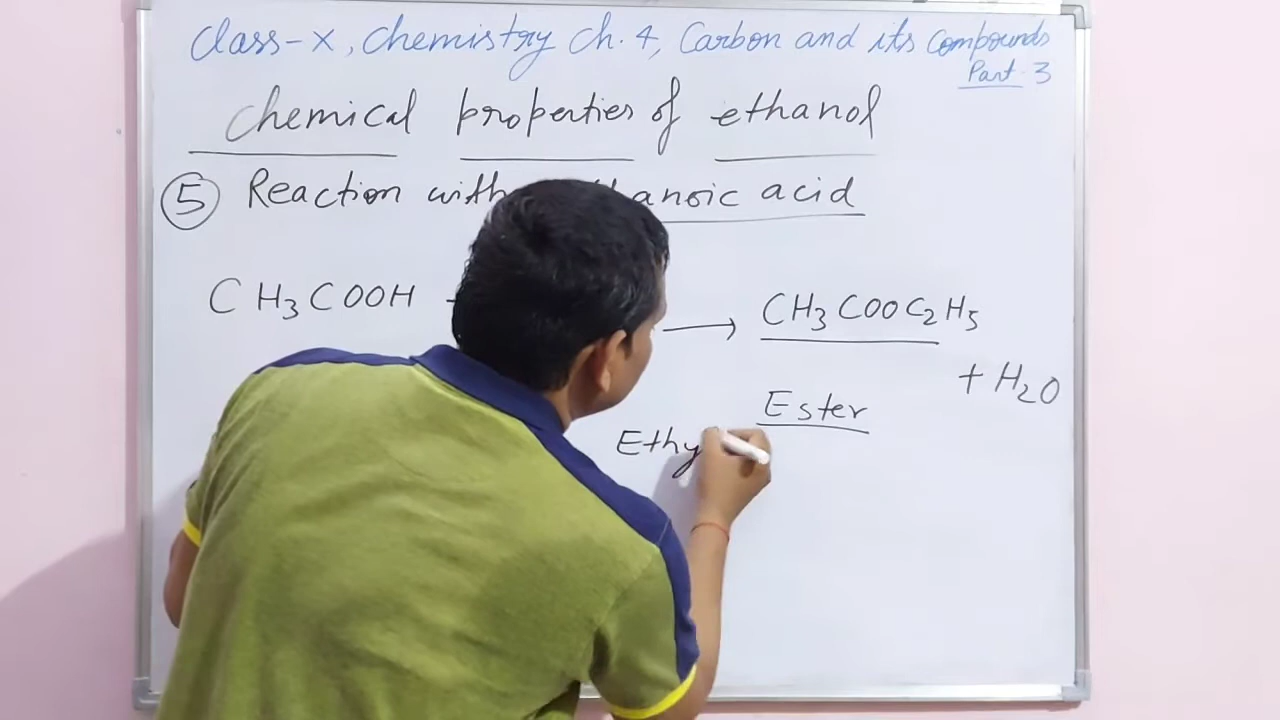 Class-X, Chemistry Ch. 4, Carbon and its Compounds
Part-3
Chemical properties of ethanol
5 Reaction with anoic acid
CH3COOH → CH3COOC2H5
+ H2O
Ester
Ethy